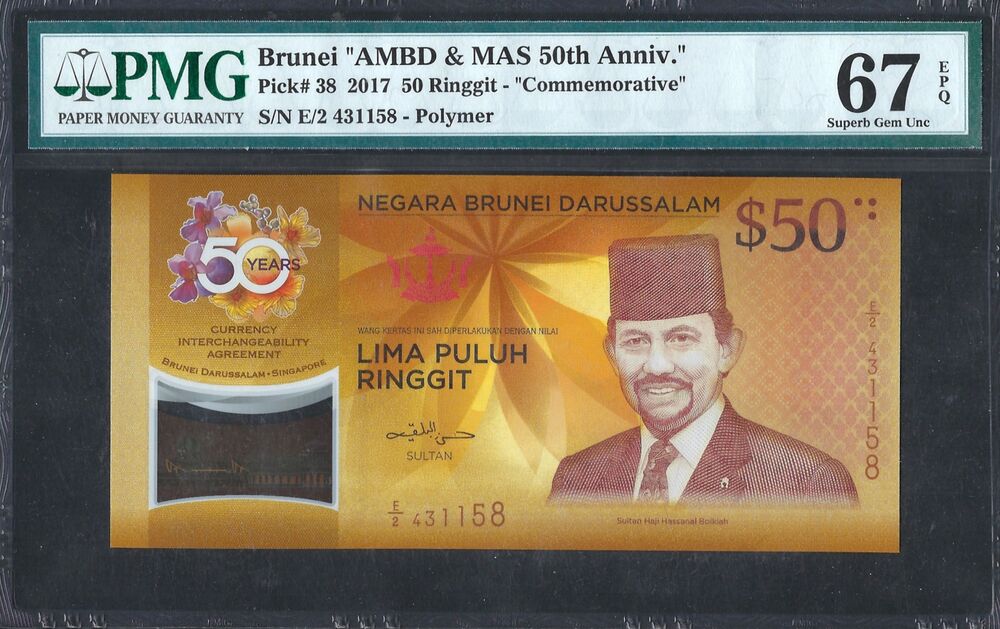 PMG
PAPER MONEY GUARANTY
Brunei "AMBD & MAS 50th Anniv."
Pick# 38 2017 50 Ringgit - "Commemorative"
S/N E/2 431158 - Polymer
67
EPQ
Superb Gem Unc
NEGARA BRUNEI DARUSSALAM
$50
50 YEARS
CURRENCY
INTERCHANGEABILITY
AGREEMENT
BRUNEI DARUSSALAM • SINGAPORE
WANG KERTAS INI SAH DIPERLAKUKAN DENGAN NILAI
LIMA PULUH
RINGGIT
SULTAN
E/2 431158
E/2 431158
Sultan Haji Hassanal Bolkiah